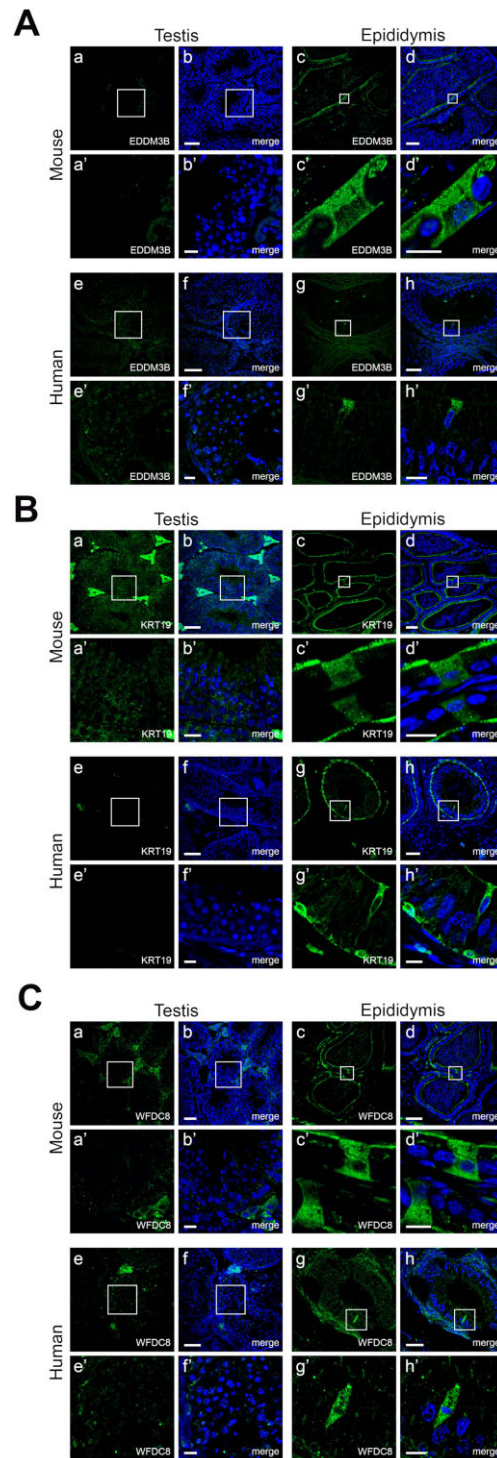 A
Testis Epididymis
Mouse
a b c d
EDDM3B merge EDDM3B merge
a' b' c' d'
EDDM3B merge EDDM3B merge
Human
e f g h
EDDM3B merge EDDM3B merge
e' f' g' h'
EDDM3B merge EDDM3B merge
B
Testis Epididymis
Mouse
a b c d
KRT19 merge KRT19 merge
a' b' c' d'
KRT19 merge KRT19 merge
Human
e f g h
KRT19 merge KRT19 merge
e' f' g' h'
KRT19 merge KRT19 merge
C
Testis Epididymis
Mouse
a b c d
WFDC8 merge WFDC8 merge
a' b' c' d'
WFDC8 merge WFDC8 merge
Human
e f g h
WFDC8 merge WFDC8 merge
e' f' g' h'
WFDC8 merge WFDC8 merge